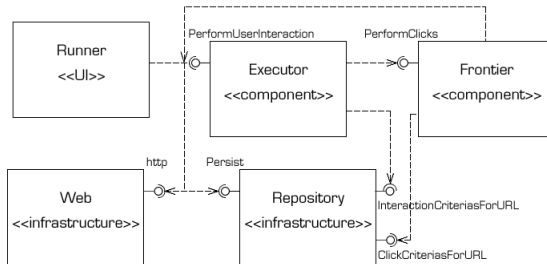 PerformUserInteraction
PerformClicks
Runner
<<UI>>
Executor
<<component>>
Frontier
<<component>>
http
Persist
Web
<<infrastructure>>
Repository
<<infrastructure>>
InteractionCriteriasForURL
ClickCriteriasForURL